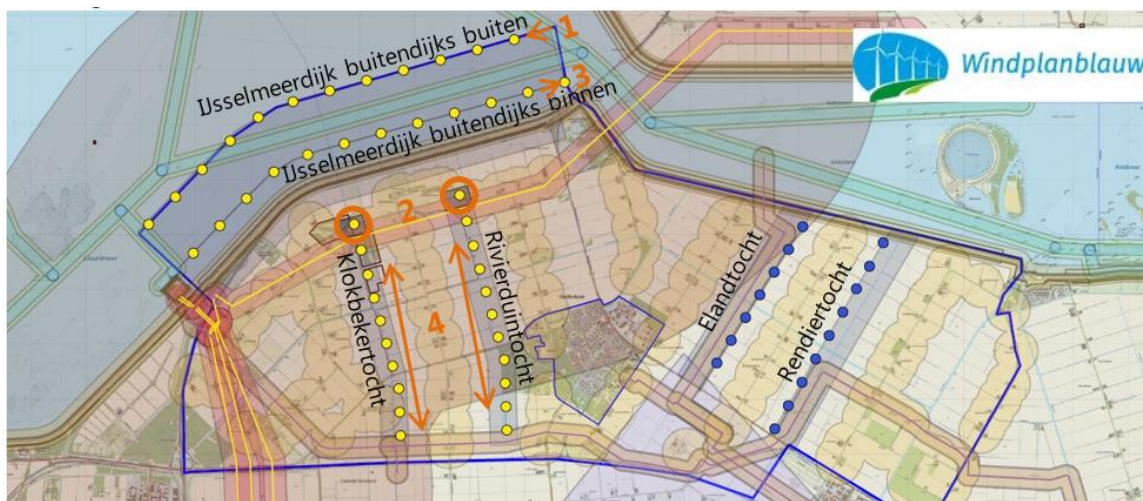 IJsselmeerdijk buitendijks buiten
1
Windplanblauw
3
IJsselmeerdijk buitendijks binnen
2
Klokbekertocht
4
Rivierduintocht
Elandtocht
Rendiertocht